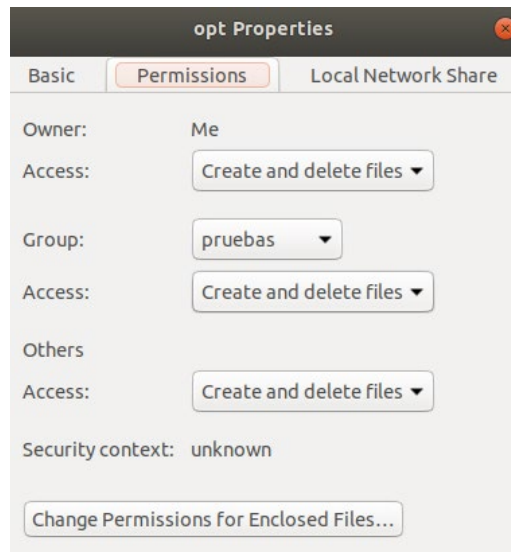 opt Properties
Basic Permissions Local Network Share
Owner: Me
Access: Create and delete files
Group: pruebas
Access: Create and delete files
Others
Access: Create and delete files
Security context: unknown
Change Permissions for Enclosed Files...